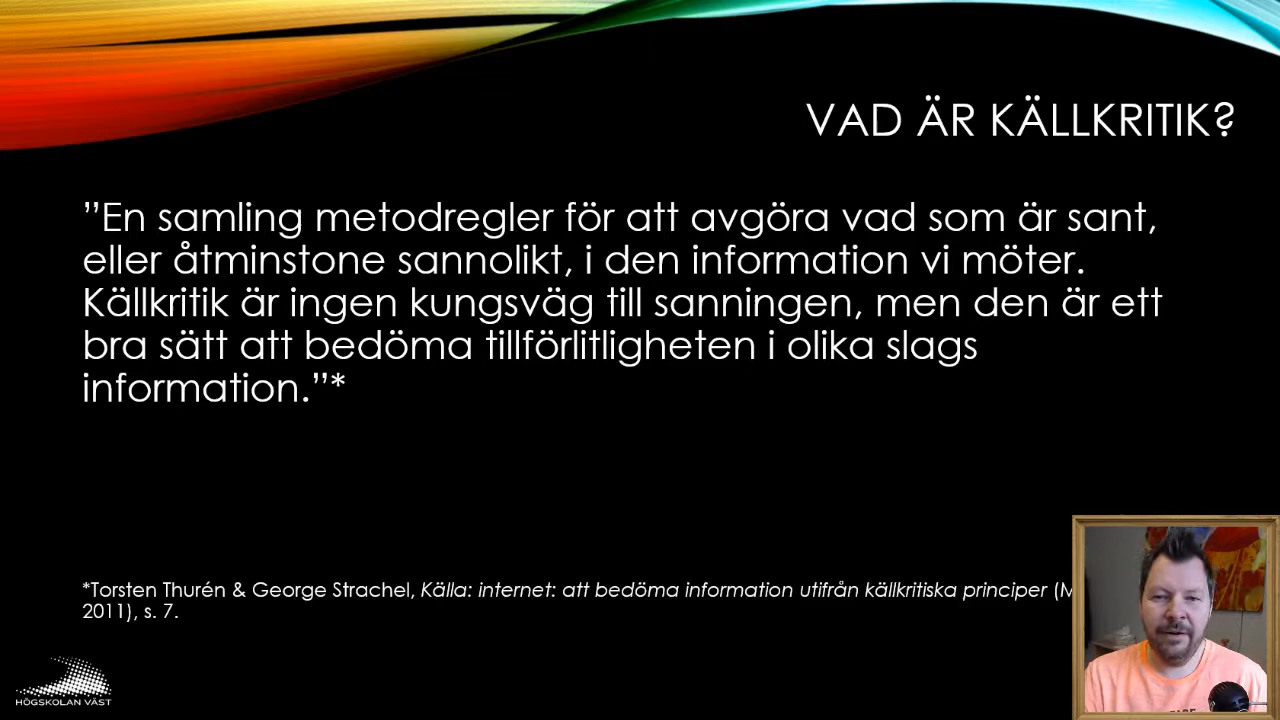 VAD ÄR KÄLLKRITIK?
”En samling metodregler för att avgöra vad som är sant,
eller åtminstone sannolikt, i den information vi möter.
Källkritik är ingen kungsväg till sanningen, men den är ett
bra sätt att bedöma tillförlitligheten i olika slags
information.”*
*Torsten Thurén & George Strachel, Källa: internet: att bedöma information utifrån källkritiska principer
2011), s. 7.
HÖGSKOLAN VÄST